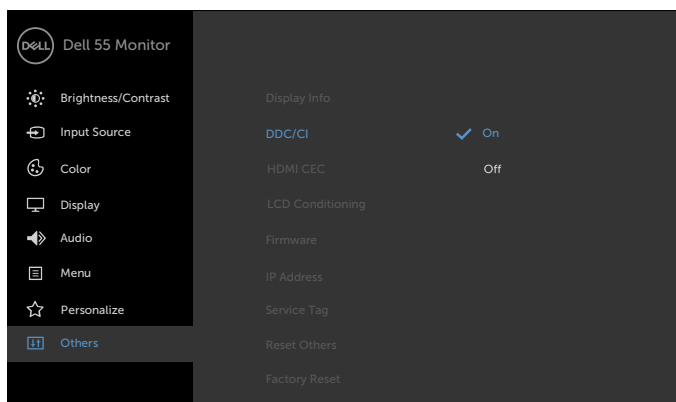 DELL
Dell 55 Monitor
Brightness/Contrast
Input Source
Color
Display
Audio
Menu
Personalize
Others
Display Info
DDC/CI
On
HDMI CEC
Off
LCD Conditioning
Firmware
IP Address
Service Tag
Reset Others
Factory Reset